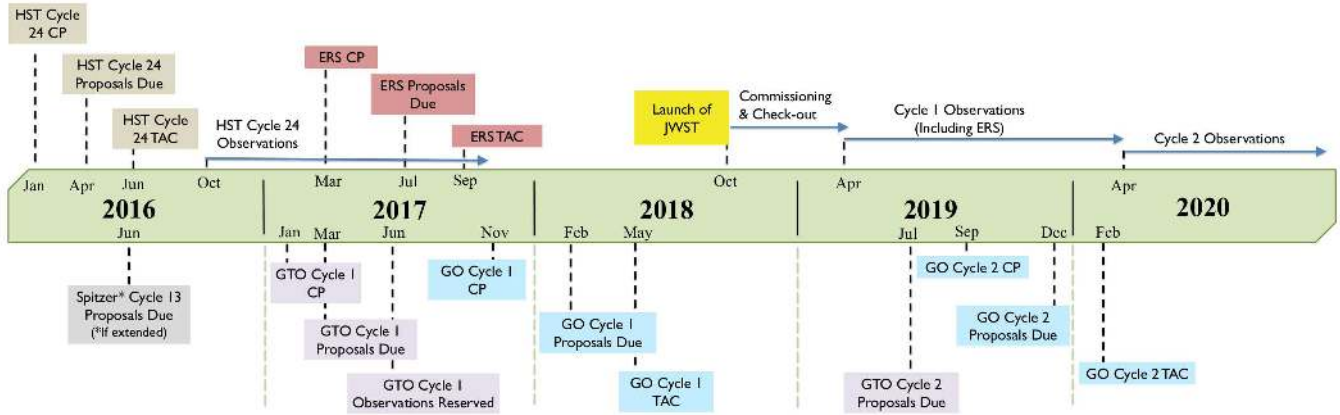 HST Cycle
24 CP
HST Cycle 24
Proposals Due
HST Cycle
24 TAC
HST Cycle 24
Observations
ERS CP
ERS Proposals
Due
ERS TAC
Launch of
JWST
Commissioning
& Check-out
Cycle 1 Observations
(Including ERS)
Cycle 2 Observations
Jan
Apr
Jun
Oct
Mar
Jul
Sep
Oct
Apr
Apr
2016
2017
2018
2019
2020
Jun
Jan
Mar
Jun
Nov
Feb
May
Jul
Sep
Dec
Feb
Spitzer* Cycle 13
Proposals Due
(*If extended)
GTO Cycle 1
CP
GTO Cycle 1
Proposals Due
GTO Cycle 1
Observations Reserved
GO Cycle 1
CP
GO Cycle 1
Proposals Due
GO Cycle 1
TAC
GTO Cycle 2
Proposals Due
GO Cycle 2 CP
GO Cycle 2
Proposals Due
GO Cycle 2 TAC